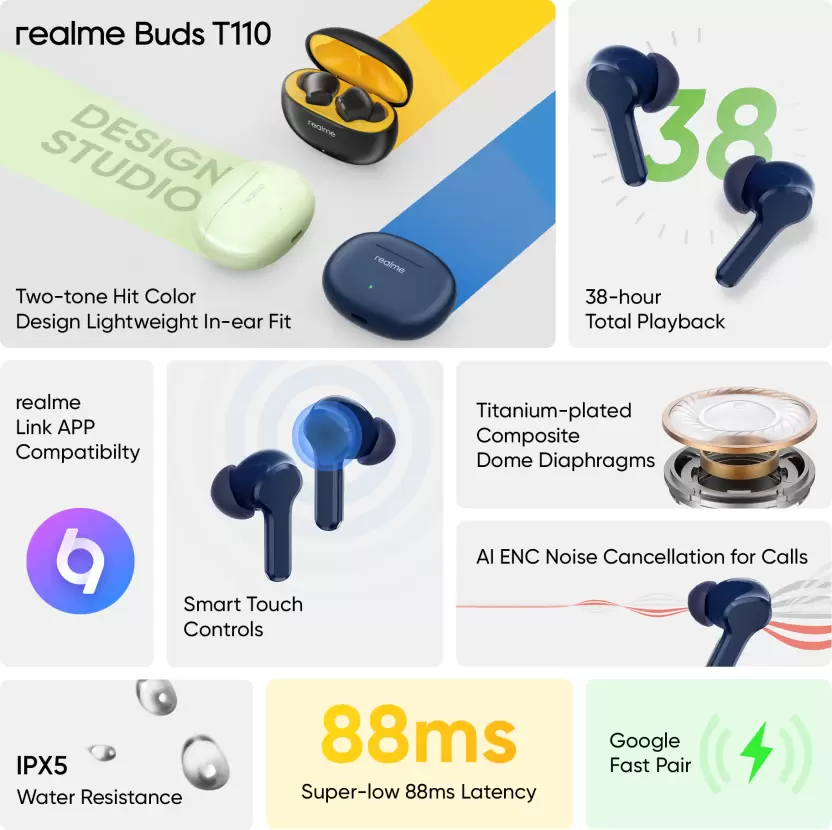 realme Buds T110
DESIGN
STUDIO
realme
realme
realme
Two-tone Hit Color
Design Lightweight In-ear Fit
38
38-hour
Total Playback
realme
Link APP
Compatibilty
Smart Touch
Controls
Titanium-plated
Composite
Dome Diaphragms
AI ENC Noise Cancellation for Calls
IPX5
Water Resistance
88ms
Super-low 88ms Latency
Google
Fast Pair